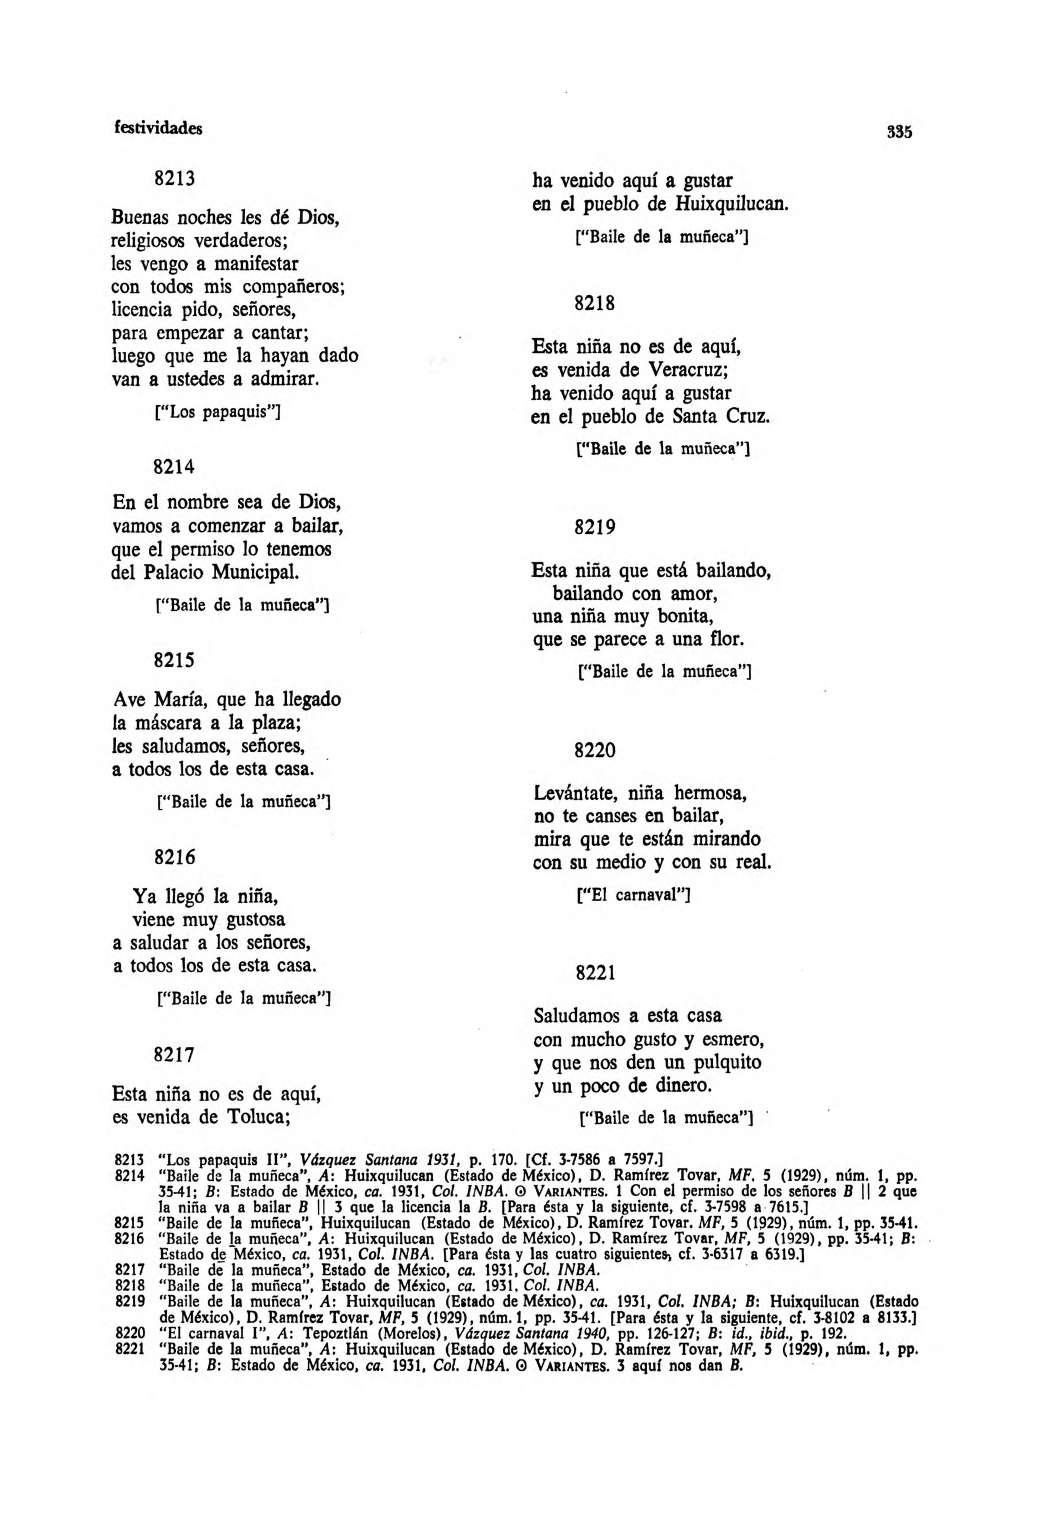 festividades
335
8213
Buenas noches les dé Dios,
religiosos verdaderos;
les vengo a manifestar
con todos mis compañeros;
licencia pido, señores,
para empezar a cantar;
luego que me la hayan dado
van a ustedes a admirar.
["Los papaquis"]
8214
En el nombre sea de Dios,
vamos a comenzar a bailar,
que el permiso lo tenemos
del Palacio Municipal.
["Baile de la muñeca"]
8215
Ave María, que ha llegado
la máscara a la plaza;
les saludamos, señores,
a todos los de esta casa.
["Baile de la muñeca"]
8216
Ya llegó la niña,
viene muy gustosa
a saludar a los señores,
a todos los de esta casa.
["Baile de la muñeca"]
8217
Esta niña no es de aquí,
es venida de Toluca;
ha venido aquí a gustar
en el pueblo de Huixquilucan.
["Baile de la muñeca"]
8218
Esta niña no es de aquí,
es venida de Veracruz;
ha venido aquí a gustar
en el pueblo de Santa Cruz.
["Baile de la muñeca"]
8219
Esta niña que está bailando,
bailando con amor,
una niña muy bonita,
que se parece a una flor.
["Baile de la muñeca"]
8220
Levántate, niña hermosa,
no te canses en bailar,
mira que te están mirando
con su medio y con su real.
["El carnaval"]
8221
Saludamos a esta casa
con mucho gusto y esmero,
y que nos den un pulquito
y un poco de dinero.
["Baile de la muñeca"]
8213 "Los papaquis II", Vázquez Santana 1931, p. 170. [Cf. 3-7586 a 7597.]
8214 "Baile de la muñeca", A: Huixquilucan (Estado de México), D. Ramírez Tovar, MF. 5 (1929), núm. 1, pp.
35-41; B: Estado de México, ca. 1931, Col. INBA. ⊙ VARIANTES. 1 Con el permiso de los señores B || 2 que
la niña va a bailar B || 3 que la licencia la B. [Para ésta y la siguiente, cf. 3-7598 a 7615.]
8215 "Baile de la muñeca", Huixquilucan (Estado de México), D. Ramírez Tovar. MF, 5 (1929), núm. 1, pp. 35-41.
8216 "Baile de la muñeca", A: Huixquilucan (Estado de México), D. Ramírez Tovar, MF, 5 (1929), pp. 35-41; B:
Estado de México, ca. 1931, Col. INBA. [Para ésta y las cuatro siguientes, cf. 3-6317 a 6319.]
8217 "Baile de la muñeca", Estado de México, ca. 1931, Col. INBA.
8218 "Baile de la muñeca", Estado de México, ca. 1931. Col. INBA.
8219 "Baile de la muñeca", A: Huixquilucan (Estado de México), ca. 1931, Col. INBA; B: Huixquilucan (Estado
de México), D. Ramírez Tovar, MF, 5 (1929), núm. 1, pp. 35-41. [Para ésta y la siguiente, cf. 3-8102 a 8133.]
8220 "El carnaval I", A: Tepoztlán (Morelos), Vázquez Santana 1940, pp. 126-127; B: id., ibid., p. 192.
8221 "Baile de la muñeca", A: Huixquilucan (Estado de México), D. Ramírez Tovar, MF, 5 (1929), núm. 1, pp.
35-41; B: Estado de México, ca. 1931, Col. INBA. ⊙ VARIANTES. 3 aquí nos dan B.